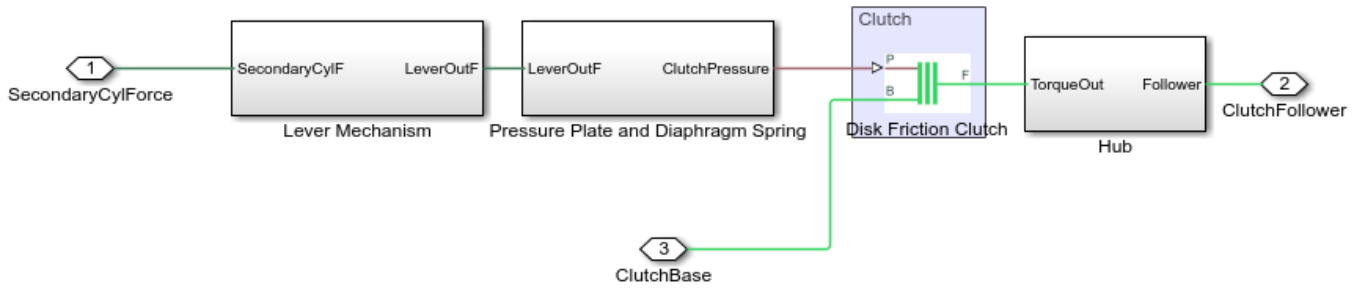 Clutch
1
SecondaryCylForce
SecondaryCylF
LeverOutF
Lever Mechanism
LeverOutF
ClutchPressure
Pressure Plate and Diaphragm Spring
P
B
F
Disk Friction Clutch
TorqueOut
Follower
Hub
2
ClutchFollower
3
ClutchBase